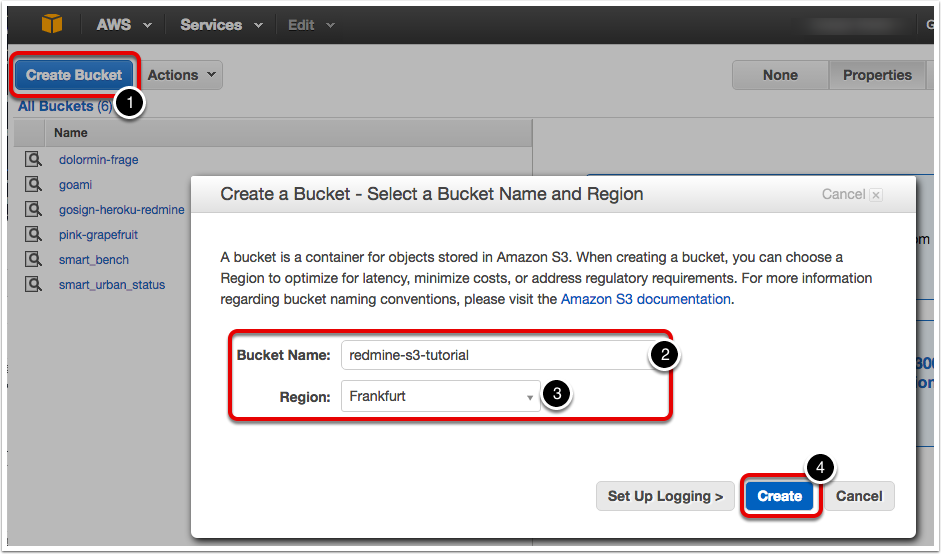 AWS Services Edit G
Create Bucket Actions None Properties
1
All Buckets (6)
Name
dolormin-frage
goami
gosign-heroku-redmine
pink-grapefruit
smart_bench
smart_urban_status
Create a Bucket - Select a Bucket Name and Region Cancel x
om
A bucket is a container for objects stored in Amazon S3. When creating a bucket, you can choose a
Region to optimize for latency, minimize costs, or address regulatory requirements. For more information
regarding bucket naming conventions, please visit the Amazon S3 documentation.
Bucket Name: redmine-s3-tutorial 2
Region: Frankfurt 3
4
Set Up Logging > Create Cancel